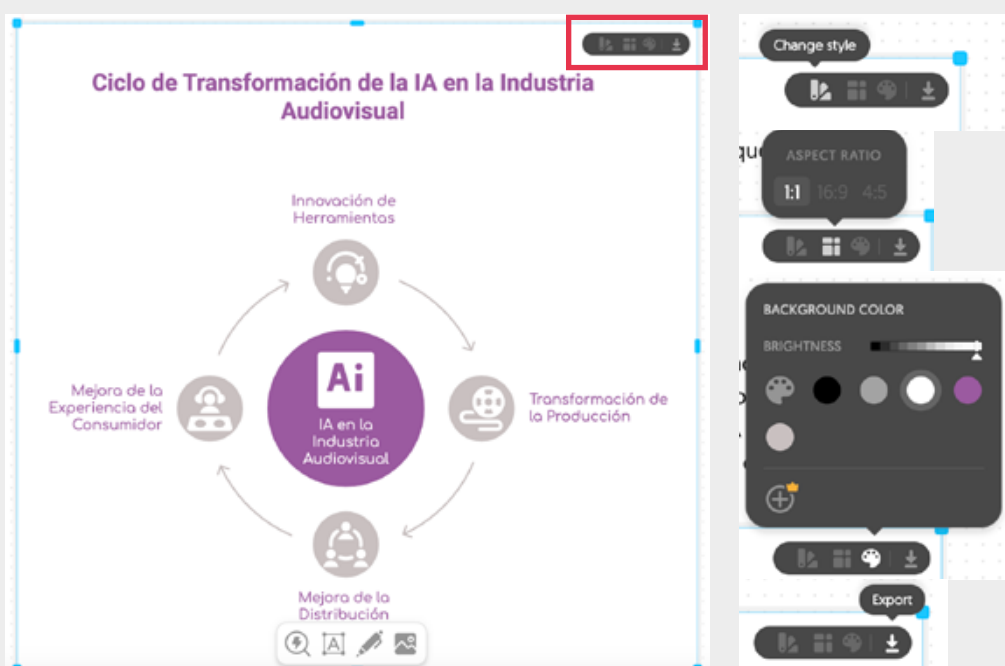 Ciclo de Transformación de la IA en la Industria
Audiovisual
Innovación de
Herramientas
Transformación de
la Producción
Mejora de la
Distribución
Mejora de la
Experiencia del
Consumidor
Ai
IA en la
Industria
Audiovisual
A
Change style
qu
ASPECT RATIO
1:1 16:9 4:5
BACKGROUND COLOR
BRIGHTNESS
Export